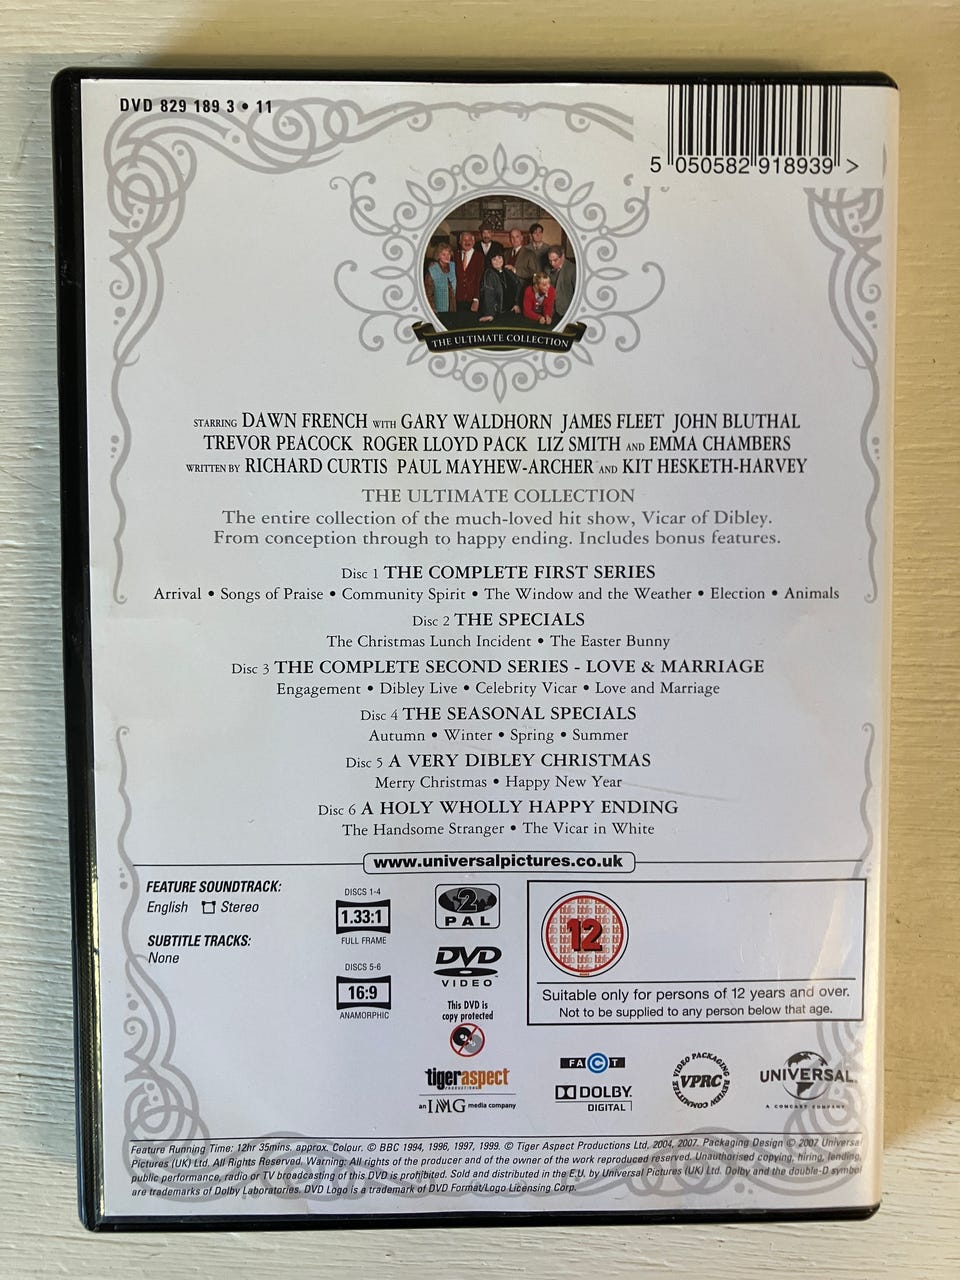 DVD 829 189 3 • 11
5 050582 918939 >
THE ULTIMATE COLLECTION
STARRING DAWN FRENCH WITH GARY WALDHORN JAMES FLEET JOHN BLUTHAL
TREVOR PEACOCK ROGER LLOYD PACK LIZ SMITH AND EMMA CHAMBERS
WRITTEN BY RICHARD CURTIS PAUL MAYHEW-ARCHER AND KIT HESKETH-HARVEY
THE ULTIMATE COLLECTION
The entire collection of the much-loved hit show, Vicar of Dibley.
From conception through to happy ending. Includes bonus features.
Disc 1 THE COMPLETE FIRST SERIES
Arrival • Songs of Praise • Community Spirit • The Window and the Weather • Election • Animals
Disc 2 THE SPECIALS
The Christmas Lunch Incident • The Easter Bunny
Disc 3 THE COMPLETE SECOND SERIES - LOVE & MARRIAGE
Engagement • Dibley Live • Celebrity Vicar • Love and Marriage
Disc 4 THE SEASONAL SPECIALS
Autumn • Winter • Spring • Summer
Disc 5 A VERY DIBLEY CHRISTMAS
Merry Christmas • Happy New Year
Disc 6 A HOLY WHOLLY HAPPY ENDING
The Handsome Stranger • The Vicar in White
www.universalpictures.co.uk
FEATURE SOUNDTRACK:
English Stereo
SUBTITLE TRACKS:
None
DISCS 1-4
1.33:1
FULL FRAME
DISCS 5-6
16:9
ANAMORPHIC
2
PAL
DVD
VIDEO
This DVD is
copy protected
tigeraspect
PRODUCTIONS
an IMG media company
12
Suitable only for persons of 12 years and over.
Not to be supplied to any person below that age.
FACT
DOLBY
DIGITAL
VIDEO PACKAGING REVIEW COMMITTEE
VPRC
UNIVERSAL
A COMCAST COMPANY
Feature Running Time: 12hr 35mins. approx. Colour. © BBC 1994, 1996, 1997, 1999. © Tiger Aspect Productions Ltd, 2004, 2007. Packaging Design © 2007 Universal
Pictures (UK) Ltd. All Rights Reserved. Warning: All rights of the producer and of the owner of the work reproduced reserved. Unauthorised copying, hiring, lending,
public performance, radio or TV broadcasting of this DVD is prohibited. Sold and distributed in the E.U. by Universal Pictures (UK) Ltd. Dolby and the double-D symbol
are trademarks of Dolby Laboratories. DVD Logo is a trademark of DVD Format/Logo Licensing Corp.